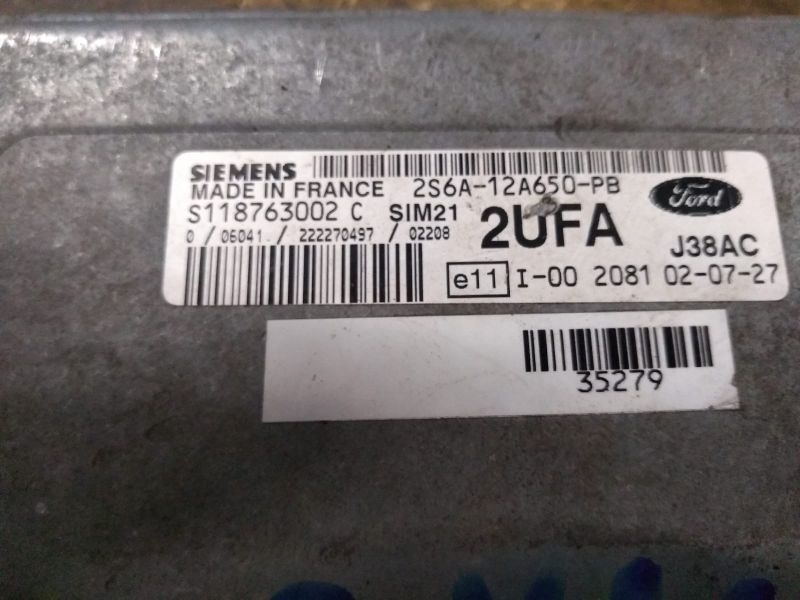 SIEMENS
MADE IN FRANCE 2S6A-12A650-PB
Ford
S118763002 C SIM21 2UFA
0 / 06041. / 222270497 / 02208
J38AC
e11 I-00 2081 02-07-27
35279